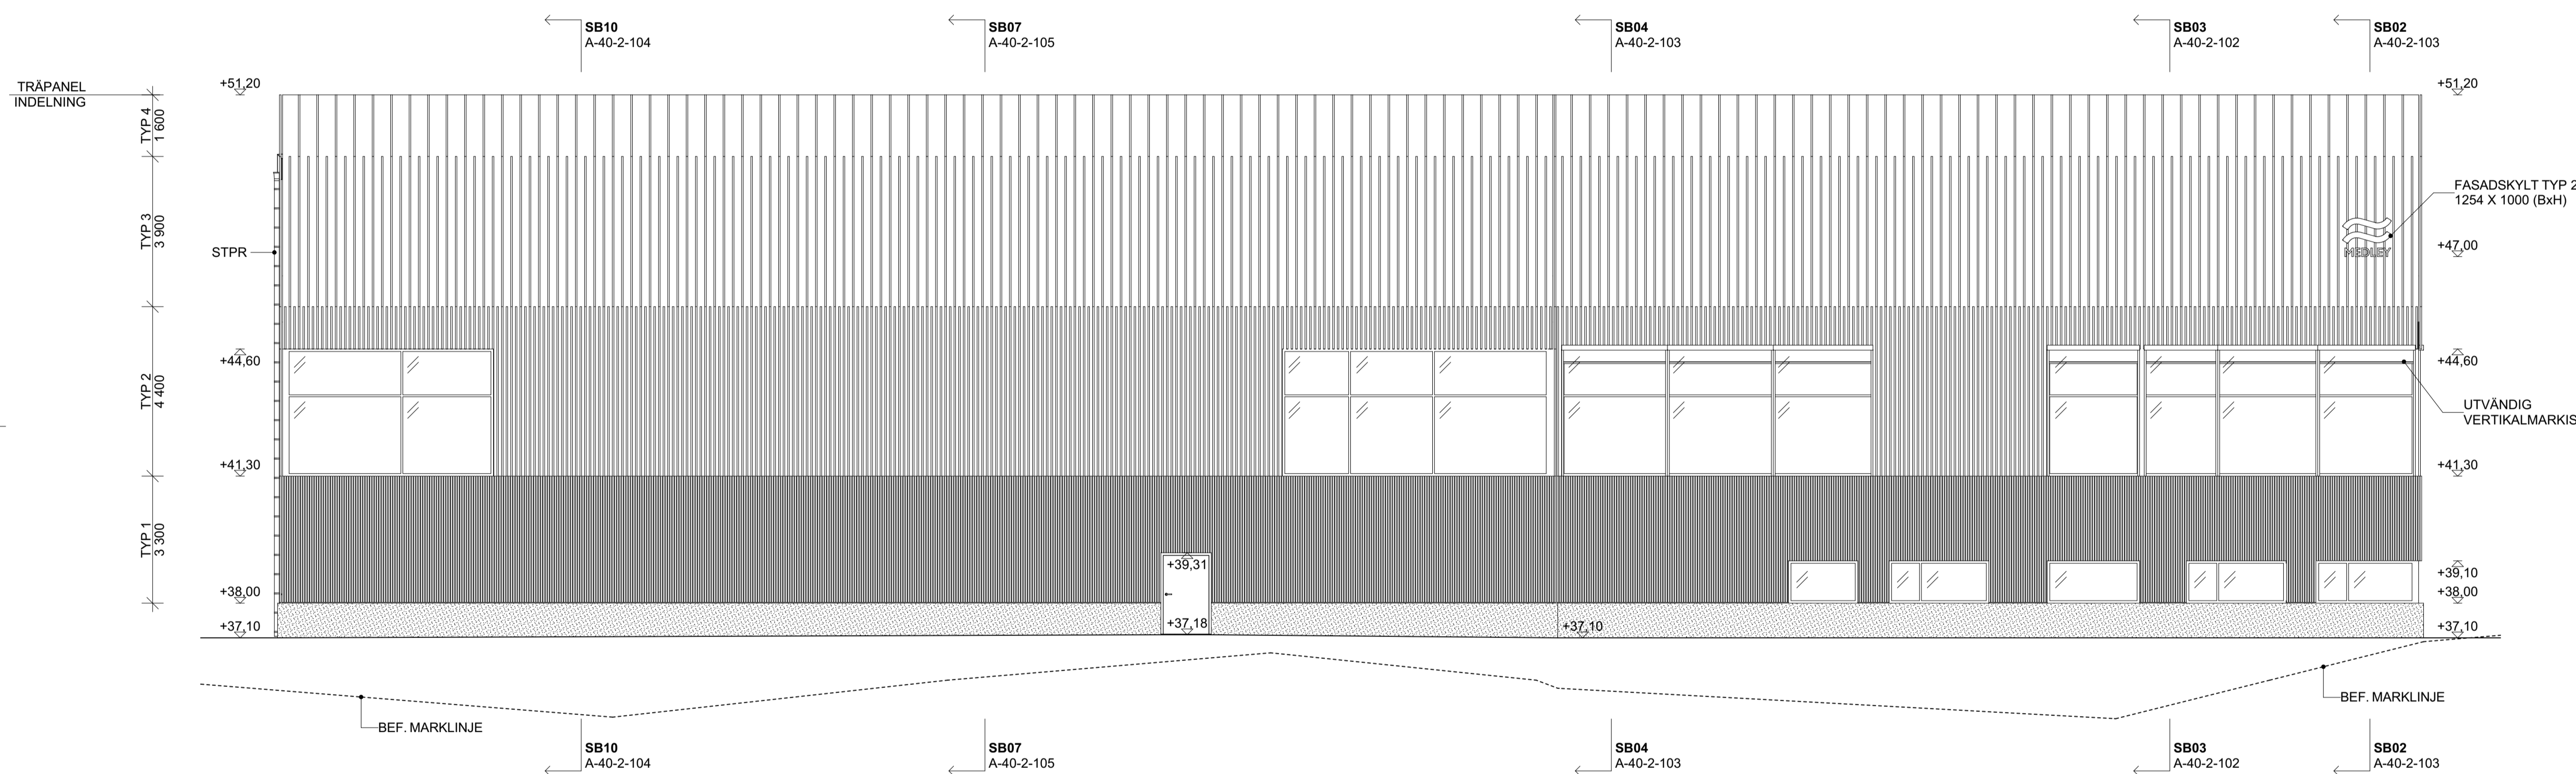 SB10
A-40-2-104
SB07
A-40-2-105
SB04
A-40-2-103
SB03
A-40-2-102
SB02
A-40-2-103
TRÄPANEL
INDELNING
+51,20
+51,20
TYP 4
1 600
TYP 3
3 900
STPR
FASADSKYLT TYP 2
1254 X 1000 (BxH)
MEDLEY
+47,00
TYP 2
4 400
+44,60
+44,60
UTVÄNDIG
VERTIKALMARKIS
+41,30
+41,30
TYP 1
3 300
+39,31
+39,10
+38,00
+38,00
+37,10
+37,18
+37,10
+37,10
BEF. MARKLINJE
BEF. MARKLINJE
SB10
A-40-2-104
SB07
A-40-2-105
SB04
A-40-2-103
SB03
A-40-2-102
SB02
A-40-2-103